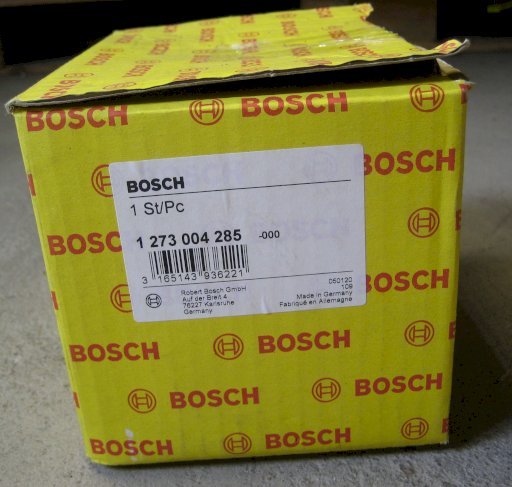 BOSCH
BOSCH
BOSCH
BOSCH
BOSCH
BOSCH
1 St/Pc
1 273 004 285 -000
3 165143 936221
Robert Bosch GmbH
Auf der Breit 4
76227 Karlsruhe
Germany
050120
109
Made in Germany
Fabriqué en Allemagne
BOSCH
BOSCH
BOSCH
BOSCH
BOSCH
BOSCH